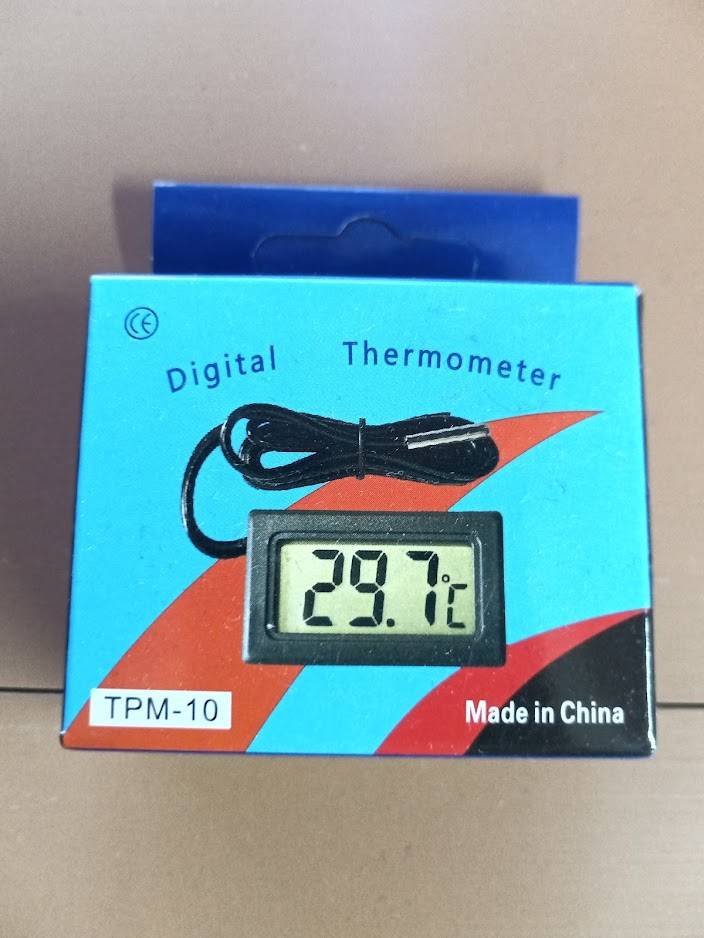 CE
Digital Thermometer
29.7°C
TPM-10
Made in China